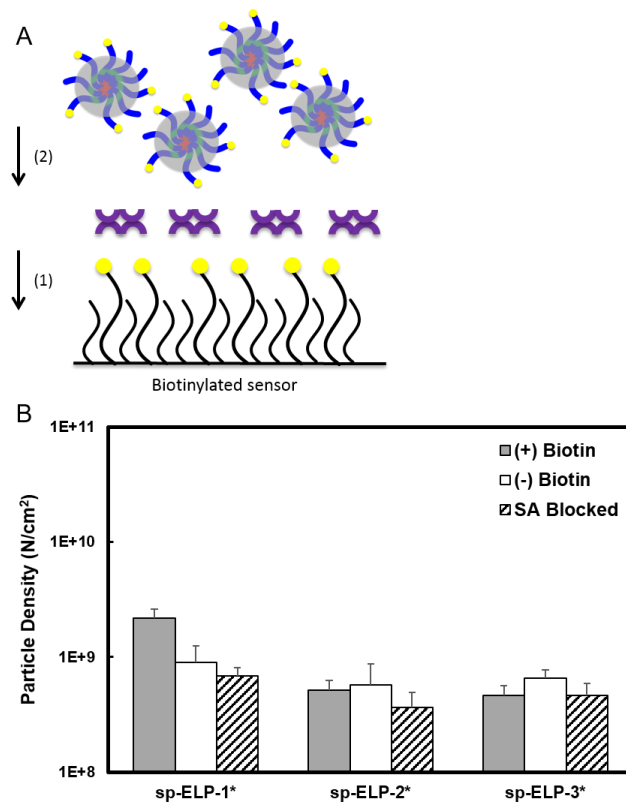 A
(2)
(1)
Biotinylated sensor
B
1E+11
1E+10
1E+9
1E+8
Particle Density (N/cm²)
(+) Biotin
(-) Biotin
SA Blocked
sp-ELP-1* sp-ELP-2* sp-ELP-3*